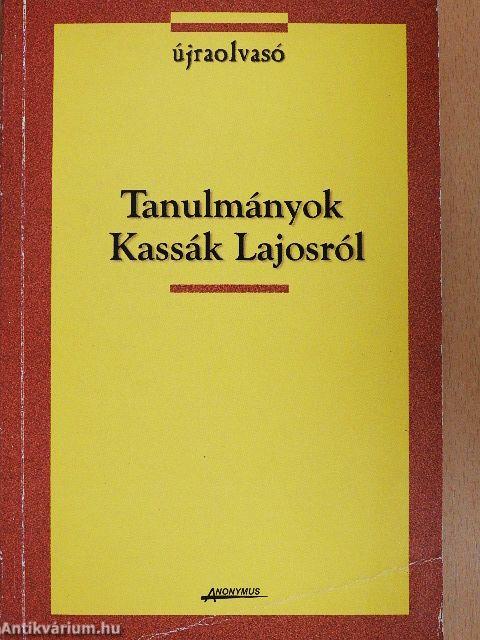 újraolvasó
Tanulmányok
Kassák Lajosról
ANONYMUS
Antikvárium.hu